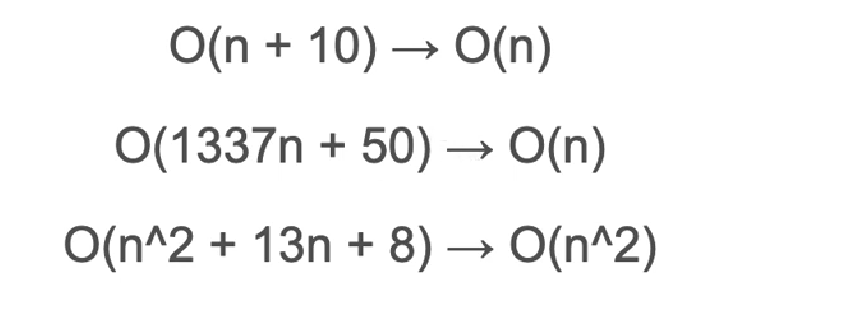 O(n + 10) → O(n)
O(1337n + 50) → O(n)
O(n^2 + 13n + 8) → O(n^2)